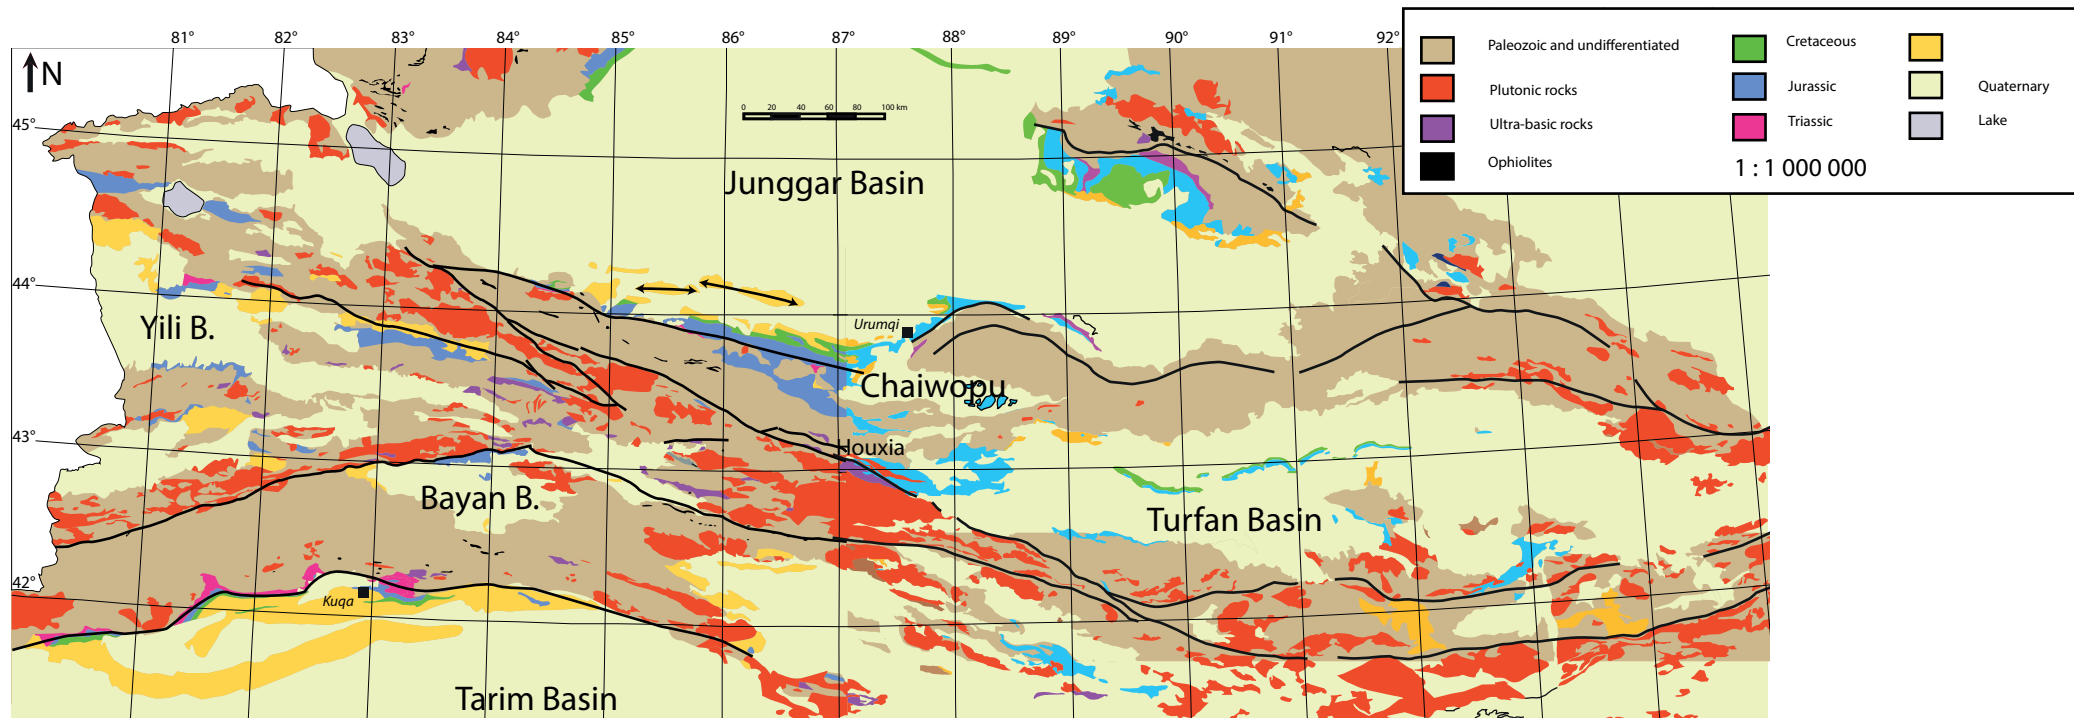 81° 82° 83° 84° 85° 86° 87° 88° 89° 90° 91° 92°
N
Paleozoic and undifferentiated
Cretaceous
Plutonic rocks
Jurassic
Quaternary
Ultra-basic rocks
Triassic
Lake
Ophiolites
1 : 1 000 000
0 20 40 60 80 100 km
45°
Junggar Basin
44°
Yili B.
Urumqi
Chaiwopu
43°
Houxia
Bayan B.
Turfan Basin
42°
Kuqa
Tarim Basin